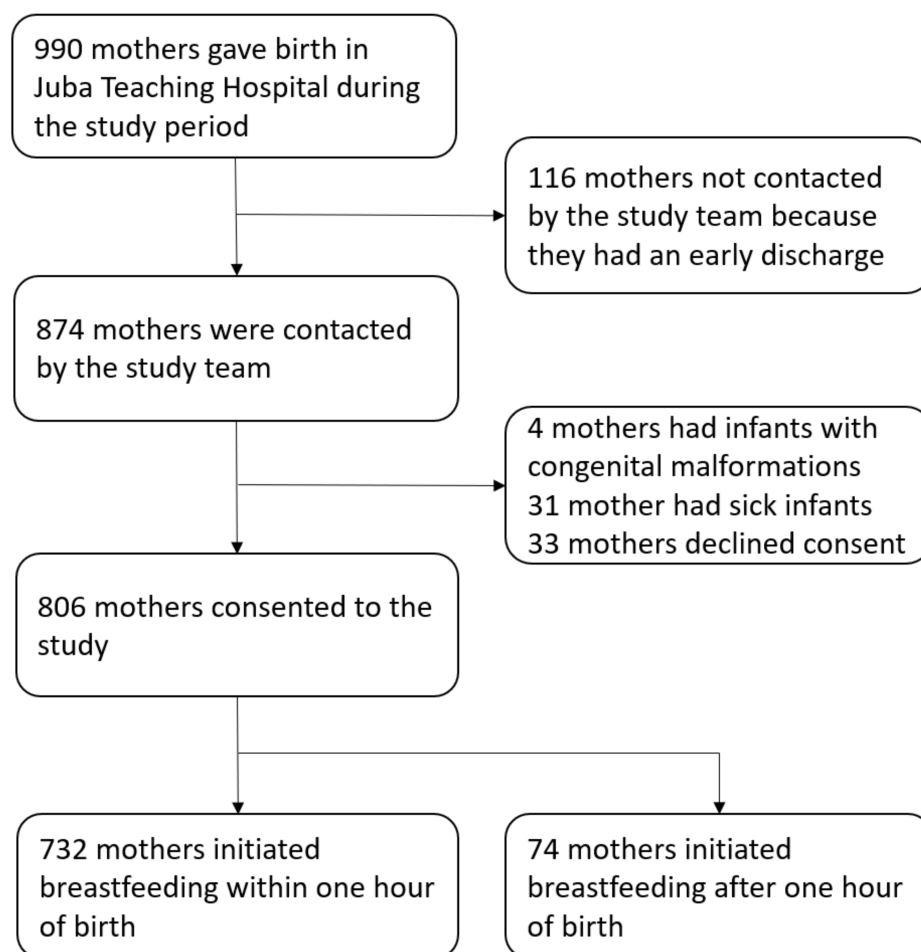 990 mothers gave birth in
Juba Teaching Hospital during
the study period
116 mothers not contacted
by the study team because
they had an early discharge
874 mothers were contacted
by the study team
4 mothers had infants with
congenital malformations
31 mother had sick infants
33 mothers declined consent
806 mothers consented to the
study
732 mothers initiated
breastfeeding within one hour
of birth
74 mothers initiated
breastfeeding after one hour
of birth